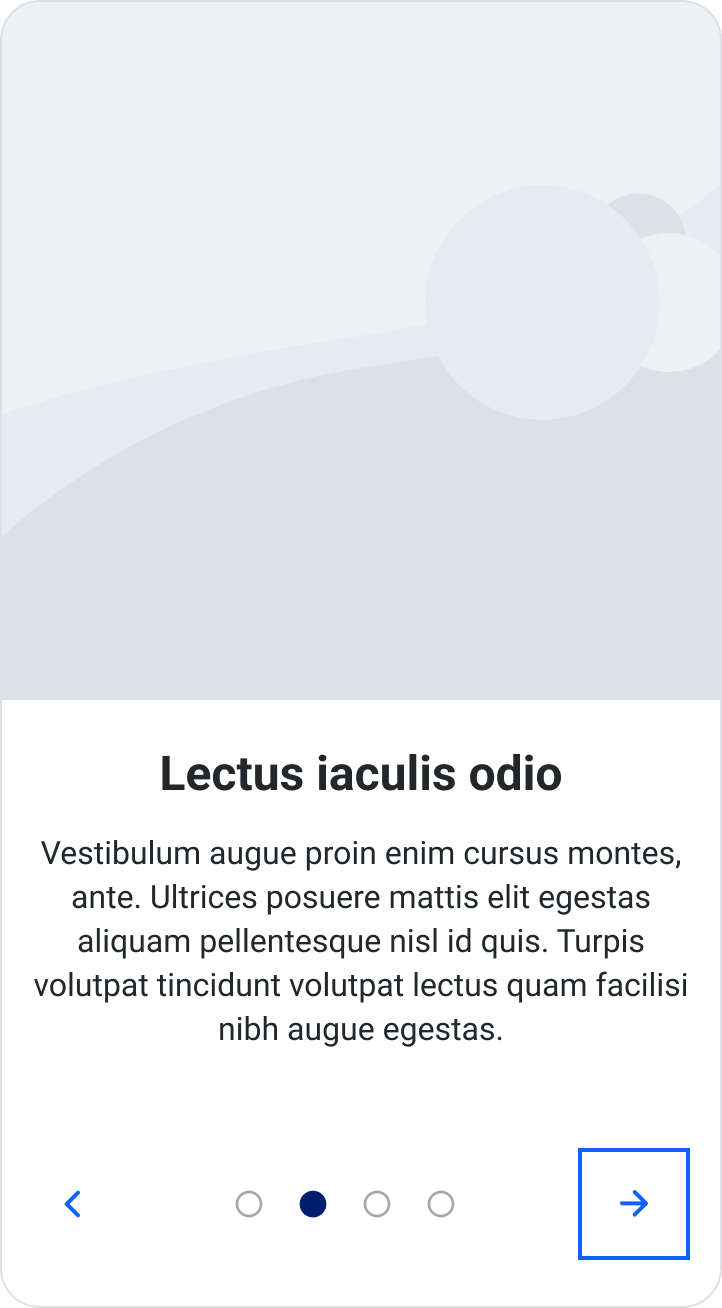 Lectus iaculis odio
Vestibulum augue proin enim cursus montes,
ante. Ultrices posuere mattis elit egestas
aliquam pellentesque nisl id quis. Turpis
volutpat tincidunt volutpat lectus quam facilisi
nibh augue egestas.